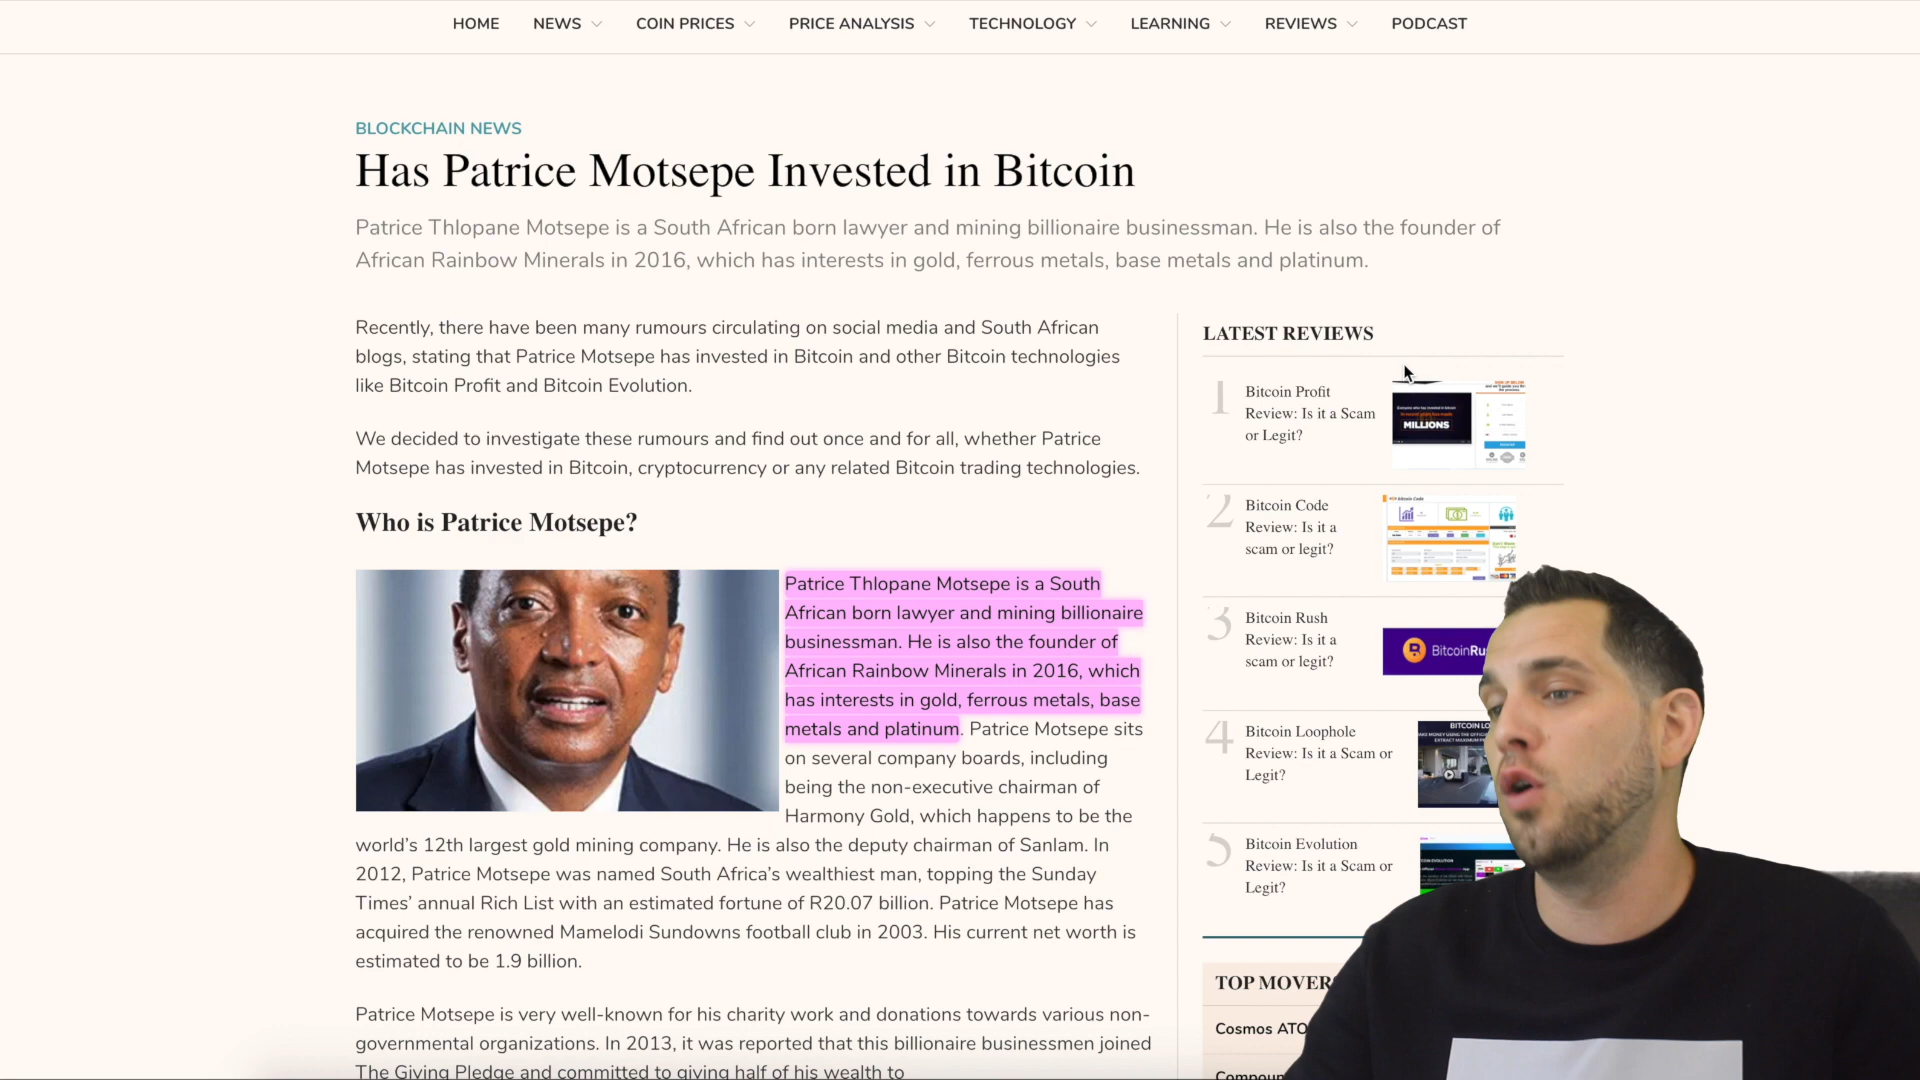 HOME NEWS COIN PRICES PRICE ANALYSIS TECHNOLOGY LEARNING REVIEWS PODCAST
BLOCKCHAIN NEWS
Has Patrice Motsepe Invested in Bitcoin
Patrice Thlopane Motsepe is a South African born lawyer and mining billionaire businessman. He is also the founder of
African Rainbow Minerals in 2016, which has interests in gold, ferrous metals, base metals and platinum.
Recently, there have been many rumours circulating on social media and South African
blogs, stating that Patrice Motsepe has invested in Bitcoin and other Bitcoin technologies
like Bitcoin Profit and Bitcoin Evolution.
We decided to investigate these rumours and find out once and for all, whether Patrice
Motsepe has invested in Bitcoin, cryptocurrency or any related Bitcoin trading technologies.
Who is Patrice Motsepe?
Patrice Thlopane Motsepe is a South
African born lawyer and mining billionaire
businessman. He is also the founder of
African Rainbow Minerals in 2016, which
has interests in gold, ferrous metals, base
metals and platinum. Patrice Motsepe sits
on several company boards, including
being the non-executive chairman of
Harmony Gold, which happens to be the
world's 12th largest gold mining company. He is also the deputy chairman of Sanlam. In
2012, Patrice Motsepe was named South Africa's wealthiest man, topping the Sunday
Times' annual Rich List with an estimated fortune of R20.07 billion. Patrice Motsepe has
acquired the renowned Mamelodi Sundowns football club in 2003. His current net worth is
estimated to be 1.9 billion.
Patrice Motsepe is very well-known for his charity work and donations towards various non-
governmental organizations. In 2013, it was reported that this billionaire businessmen joined
The Giving Pledge and committed to giving half of his wealth to
LATEST REVIEWS
1
Bitcoin Profit
Review: Is it a Scam
or Legit?
MILLIONS
2
Bitcoin Code
Review: Is it a
scam or legit?
3
Bitcoin Rush
Review: Is it a
scam or legit?
BitcoinRu
4
Bitcoin Loophole
Review: Is it a Scam or
Legit?
BITCOIN LO
5
Bitcoin Evolution
Review: Is it a Scam or
Legit?
TOP MOVERS
Cosmos ATO
Compoun